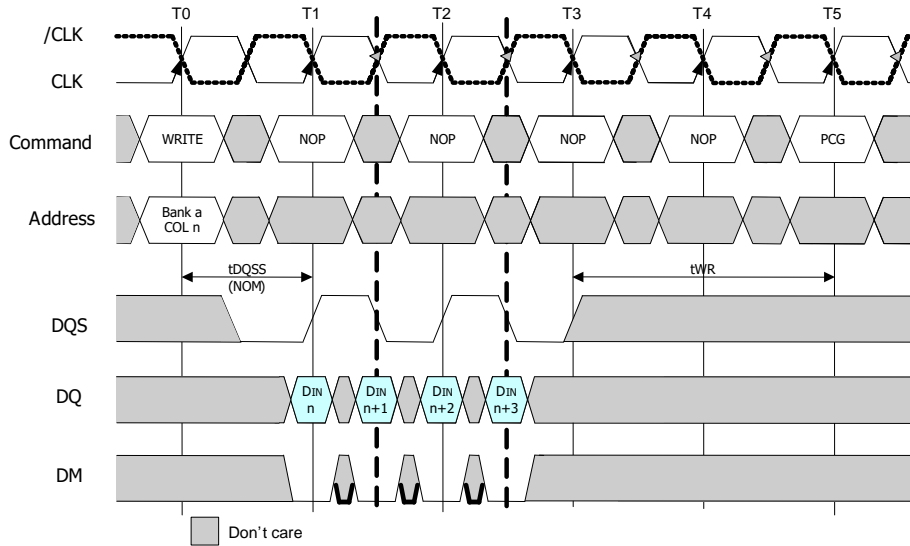 T0 T1 T2 T3 T4 T5
/CLK
CLK
Command WRITE NOP NOP NOP NOP PCG
Address Bank a
COL n
tDQSS
(NOM)
tWR
DQS
DQ DIN DIN DIN DIN
n n+1 n+2 n+3
DM
Don't care